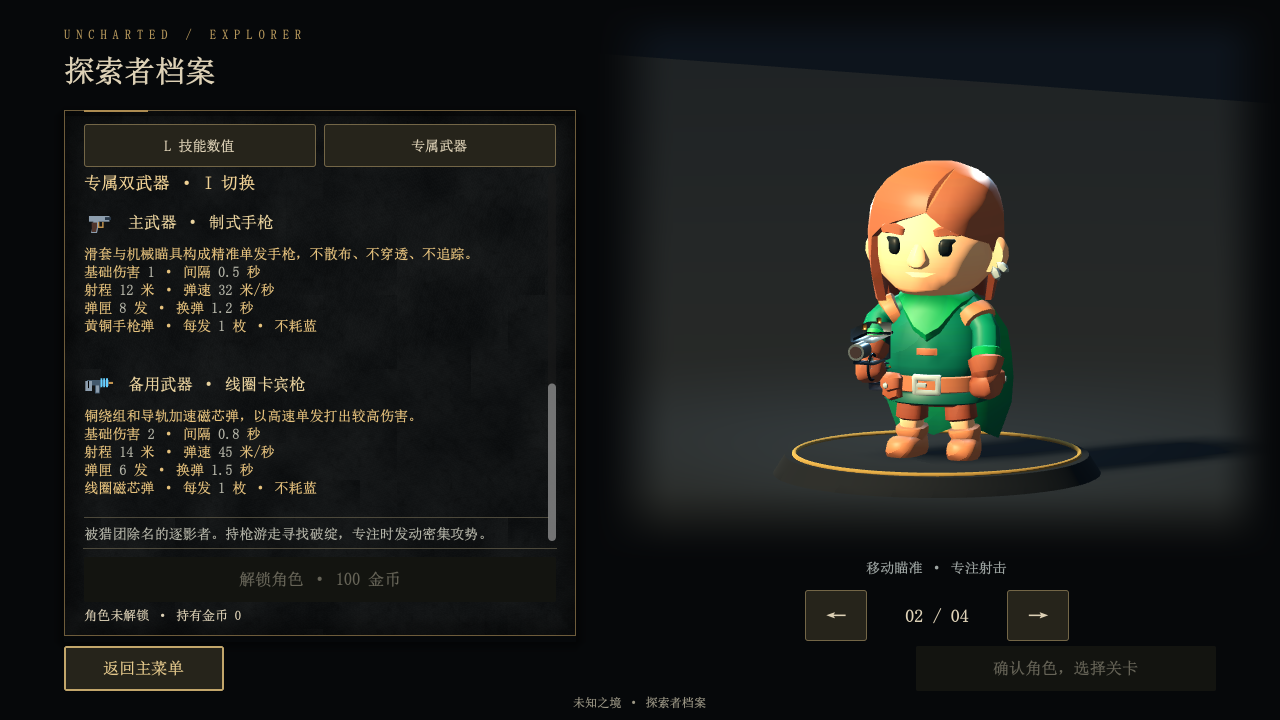 UNCHARTED / EXPLORER
探索者档案
L 技能数值
专属武器
专属双武器 • I 切换
主武器 • 制式手枪
滑套与机械瞄具构成精准单发手枪，不散布、不穿透、不追踪。
基础伤害 1 • 间隔 0.5 秒
射程 12 米 • 弹速 32 米/秒
弹匣 8 发 • 换弹 1.2 秒
黄铜手枪弹 • 每发 1 枚 • 不耗蓝
备用武器 • 线圈卡宾枪
铜绕组和导轨加速磁芯弹，以高速单发打出较高伤害。
基础伤害 2 • 间隔 0.8 秒
射程 14 米 • 弹速 45 米/秒
弹匣 6 发 • 换弹 1.5 秒
线圈磁芯弹 • 每发 1 枚 • 不耗蓝
被猎团除名的逐影者。持枪游走寻找破绽，专注时发动密集攻势。
解锁角色 • 100 金币
角色未解锁 • 持有金币 0
返回主菜单
移动瞄准 • 专注射击
← 02 / 04 →
确认角色，选择关卡
未知之境 • 探索者档案